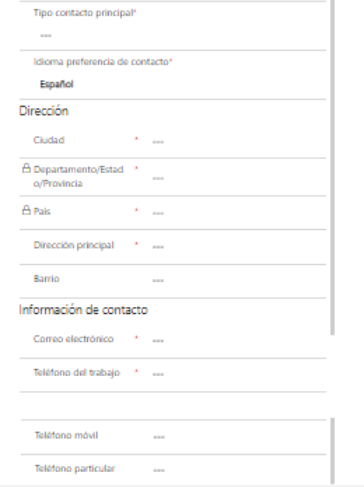 Tipo contacto principal*
---
Idioma preferencia de contacto*
Español
Dirección
Ciudad * ---
Departamento/Estad
o/Provincia * ---
País * ---
Dirección principal * ---
Barrio ---
Información de contacto
Correo electrónico * ---
Teléfono del trabajo * ---
Teléfono móvil ---
Teléfono particular ---